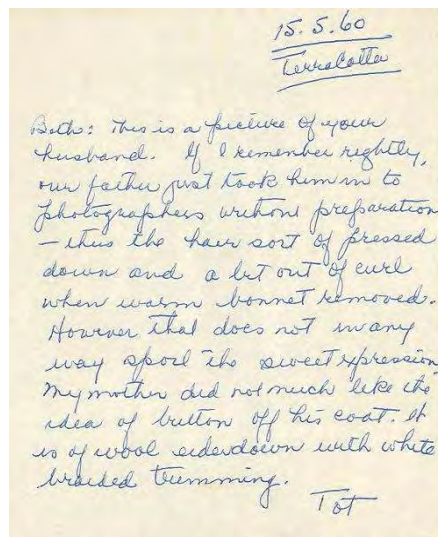 15.5.60
Terra Cotta
Beth: This is a picture of your
husband. If I remember rightly,
our father just took him in to
photographers without preparation
– thus the hair sort of pressed
down and a bit out of curl
when warm bonnet removed.
However that does not in any
way spoil the sweet expression
My mother did not much like the
idea of button off his coat. It
is of wool eiderdown with white
braided trimming.
Tot